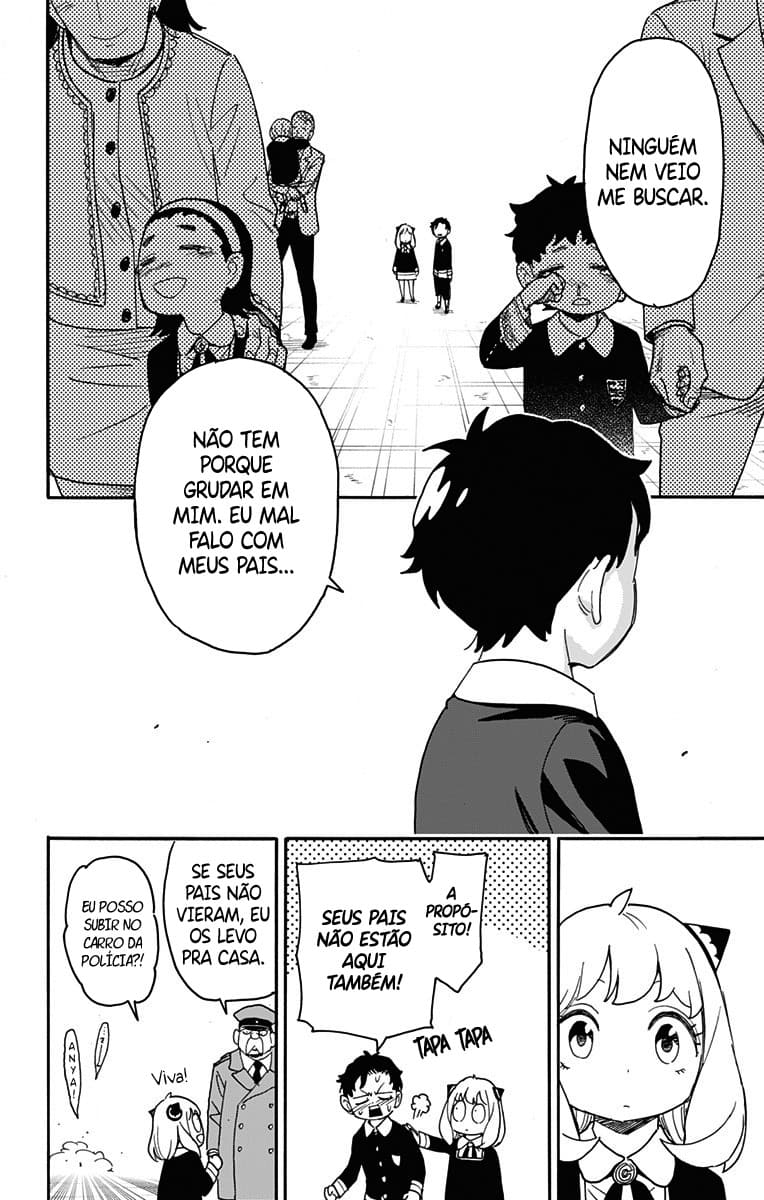 NINGUÉM
NEM VEIO
ME BUSCAR.
NÃO TEM
PORQUE
GRUDAR EM
MIM. EU MAL
FALO COM
MEUS PAIS...
A
PROPÓ-
SITO!
SEUS PAIS
NÃO ESTÃO
AQUI
TAMBÉM!
TAPA TAPA
SE SEUS
PAIS NÃO
VIERAM, EU
OS LEVO
PRA CASA.
EU POSSO
SUBIR NO
CARRO DA
POLÍCIA?!
Viva!
...?
ANYA!